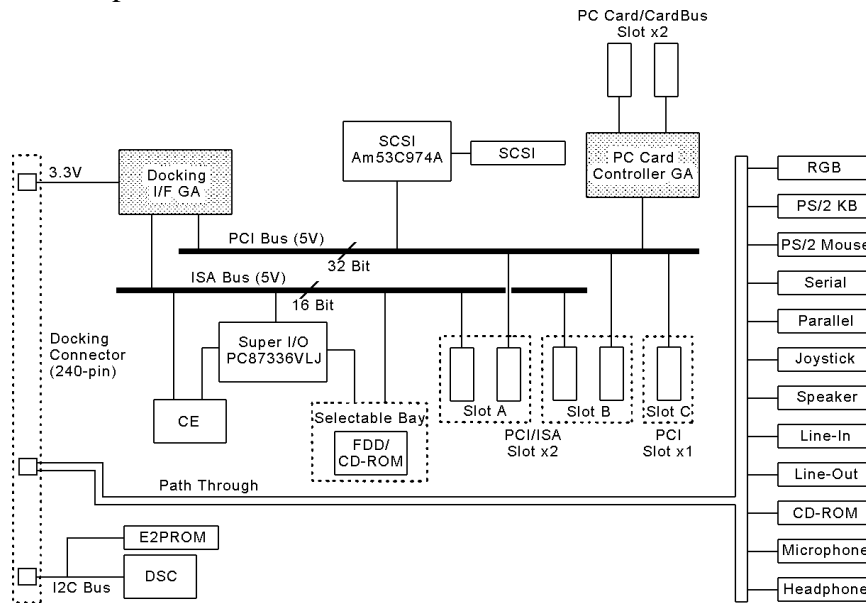 PC Card/CardBus
Slot x2
SCSI
Am53C974A
SCSI
PC Card
Controller GA
3.3V
Docking
I/F GA
RGB
PS/2 KB
PS/2 Mouse
Serial
Parallel
Joystick
Speaker
Line-In
Line-Out
CD-ROM
Microphone
Headphone
PCI Bus (5V)
32 Bit
ISA Bus (5V)
16 Bit
Docking
Connector
(240-pin)
Super I/O
PC87336VLJ
CE
Selectable Bay
FDD/
CD-ROM
Slot A
Slot B
Slot C
PCI/ISA
Slot x2
PCI
Slot x1
Path Through
E2PROM
I2C Bus
DSC